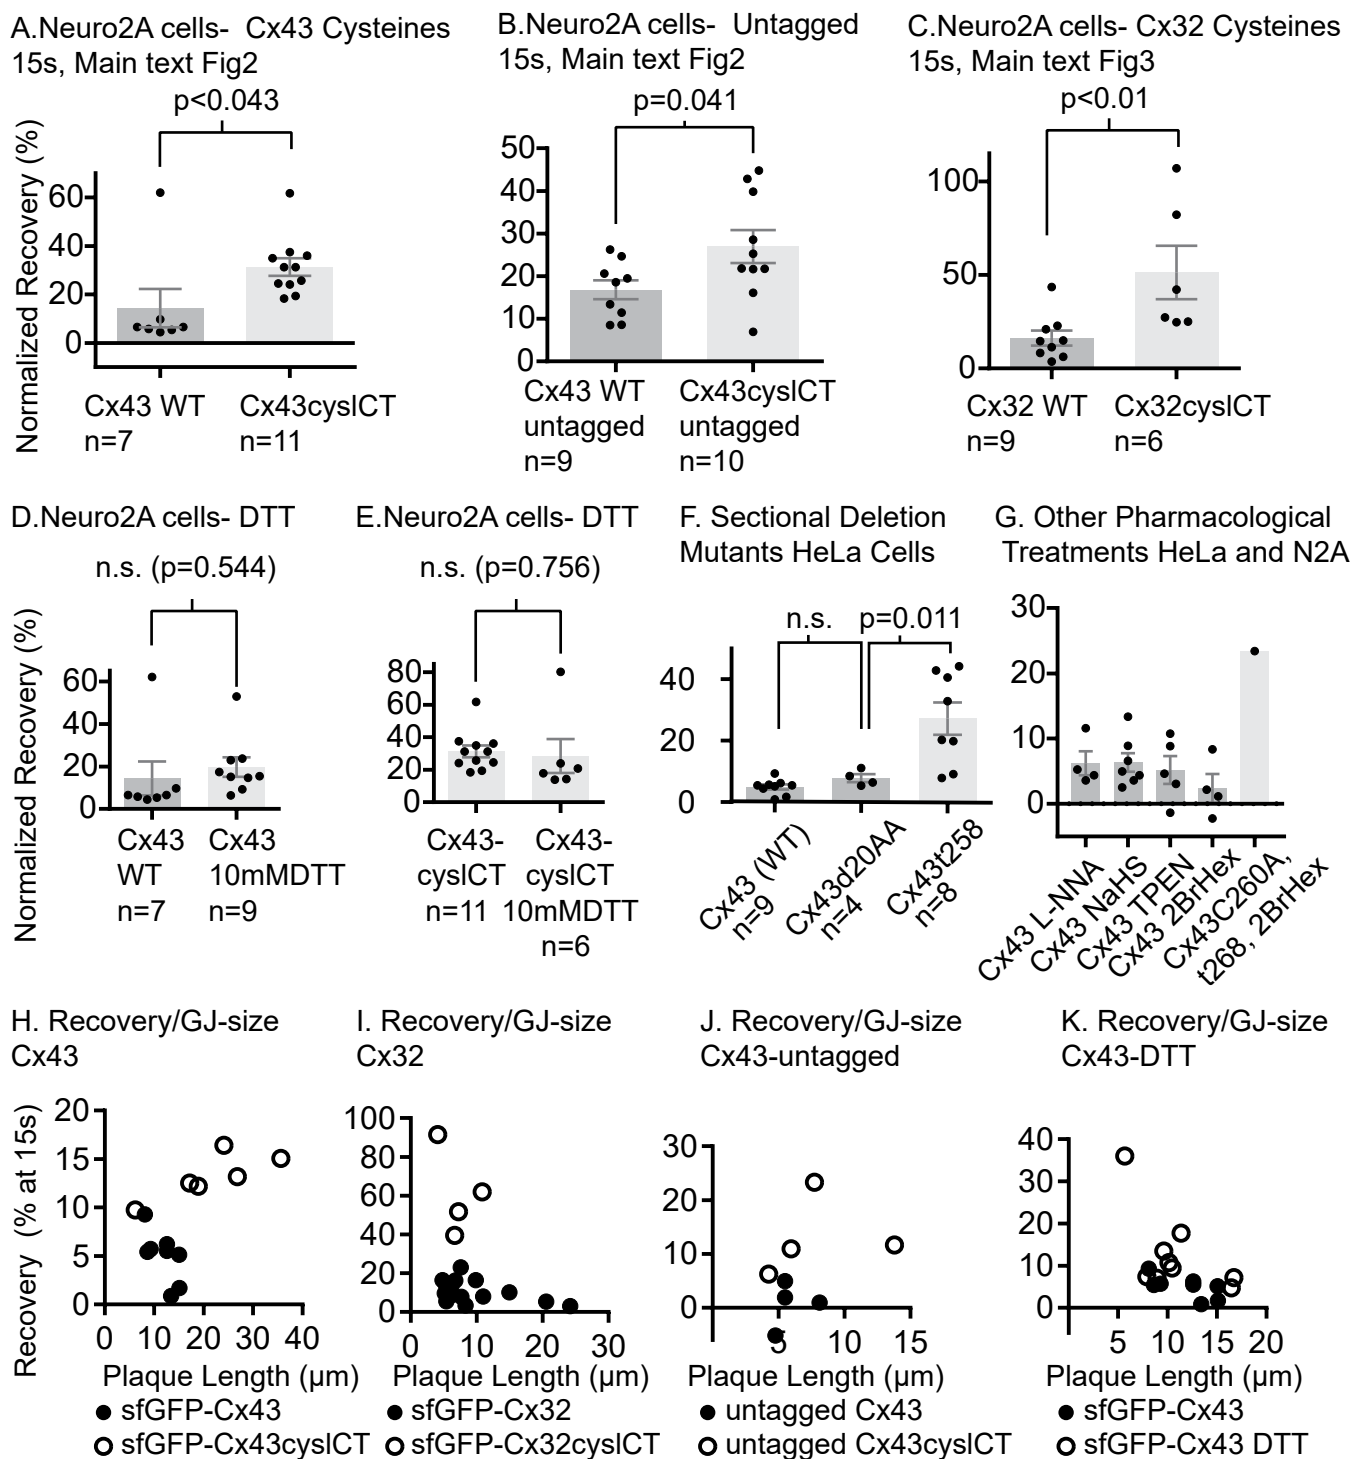 A.Neuro2A cells- Cx43 Cysteines
15s, Main text Fig2
p<0.043
Normalized Recovery (%)
60
40
20
0
Cx43 WT
n=7
Cx43cyslCT
n=11
B.Neuro2A cells- Untagged
15s, Main text Fig2
p=0.041
50
40
30
20
10
0
Cx43 WT
untagged
n=9
Cx43cyslCT
untagged
n=10
C.Neuro2A cells- Cx32 Cysteines
15s, Main text Fig3
p<0.01
100
50
0
Cx32 WT
n=9
Cx32cyslCT
n=6
D.Neuro2A cells- DTT
n.s. (p=0.544)
Normalized Recovery (%)
60
40
20
0
Cx43
WT
n=7
Cx43
10mMDTT
n=9
E.Neuro2A cells- DTT
n.s. (p=0.756)
80
60
40
20
0
Cx43-
cyslCT
n=11
Cx43-
cyslCT
10mMDTT
n=6
F. Sectional Deletion
Mutants HeLa Cells
n.s.
p=0.011
40
20
0
Cx43 (WT)
n=9
Cx43d20AA
n=4
Cx43t258
n=8
G. Other Pharmacological
Treatments HeLa and N2A
30
20
10
0
Cx43 L-NNA
Cx43 NaHS
Cx43 TPEN
Cx43 2BrHex
Cx43C260A,
t268, 2BrHex
H. Recovery/GJ-size
Cx43
Recovery (% at 15s)
20
15
10
5
0
0 10 20 30 40
Plaque Length (µm)
sfGFP-Cx43
sfGFP-Cx43cyslCT
I. Recovery/GJ-size
Cx32
100
80
60
40
20
0
0 10 20 30
Plaque Length (µm)
sfGFP-Cx32
sfGFP-Cx32cyslCT
J. Recovery/GJ-size
Cx43-untagged
30
20
10
0
5 10 15
Plaque Length (µm)
untagged Cx43
untagged Cx43cyslCT
K. Recovery/GJ-size
Cx43-DTT
40
30
20
10
0
5 10 15 20
Plaque Length (µm)
sfGFP-Cx43
sfGFP-Cx43 DTT